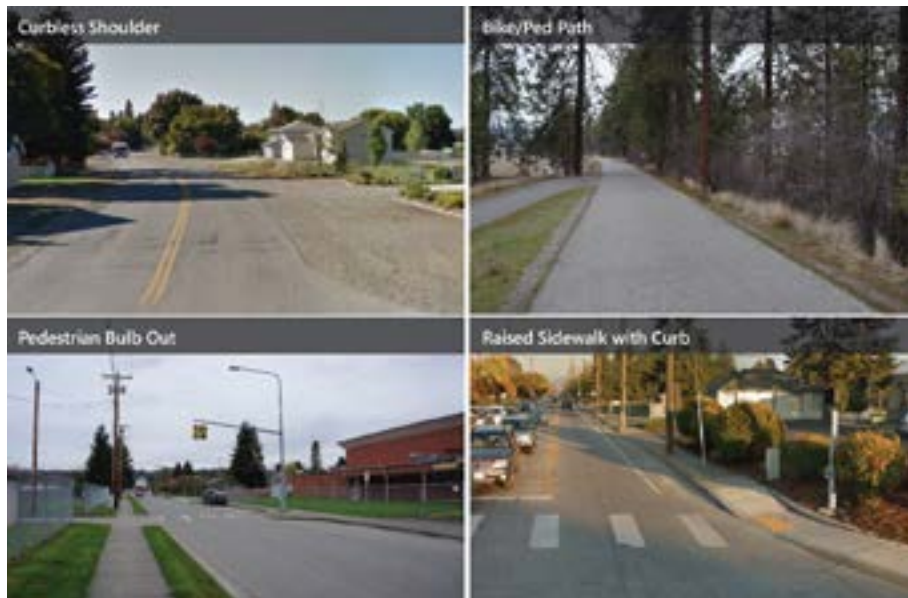 Curbless Shoulder
Bike/Ped Path
Pedestrian Bulb Out
Raised Sidewalk with Curb